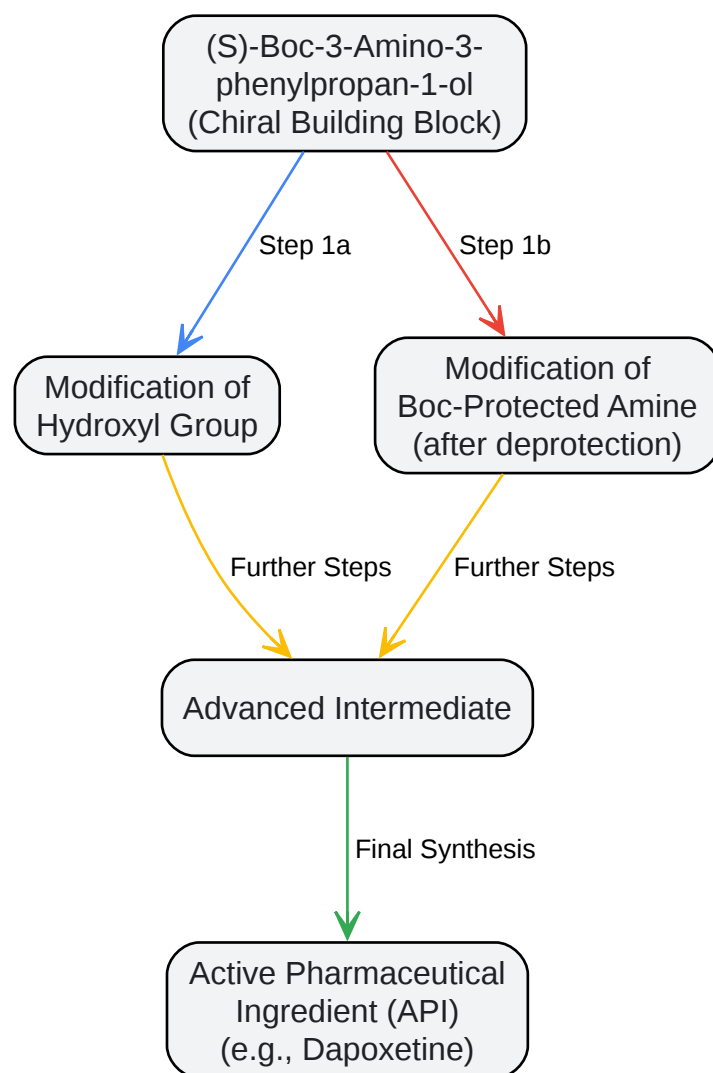 (S)-Boc-3-Amino-3-
phenylpropan-1-ol
(Chiral Building Block)
Step 1a
Step 1b
Modification of
Hydroxyl Group
Modification of
Boc-Protected Amine
(after deprotection)
Further Steps
Further Steps
Advanced Intermediate
Final Synthesis
Active Pharmaceutical
Ingredient (API)
(e.g., Dapoxetine)